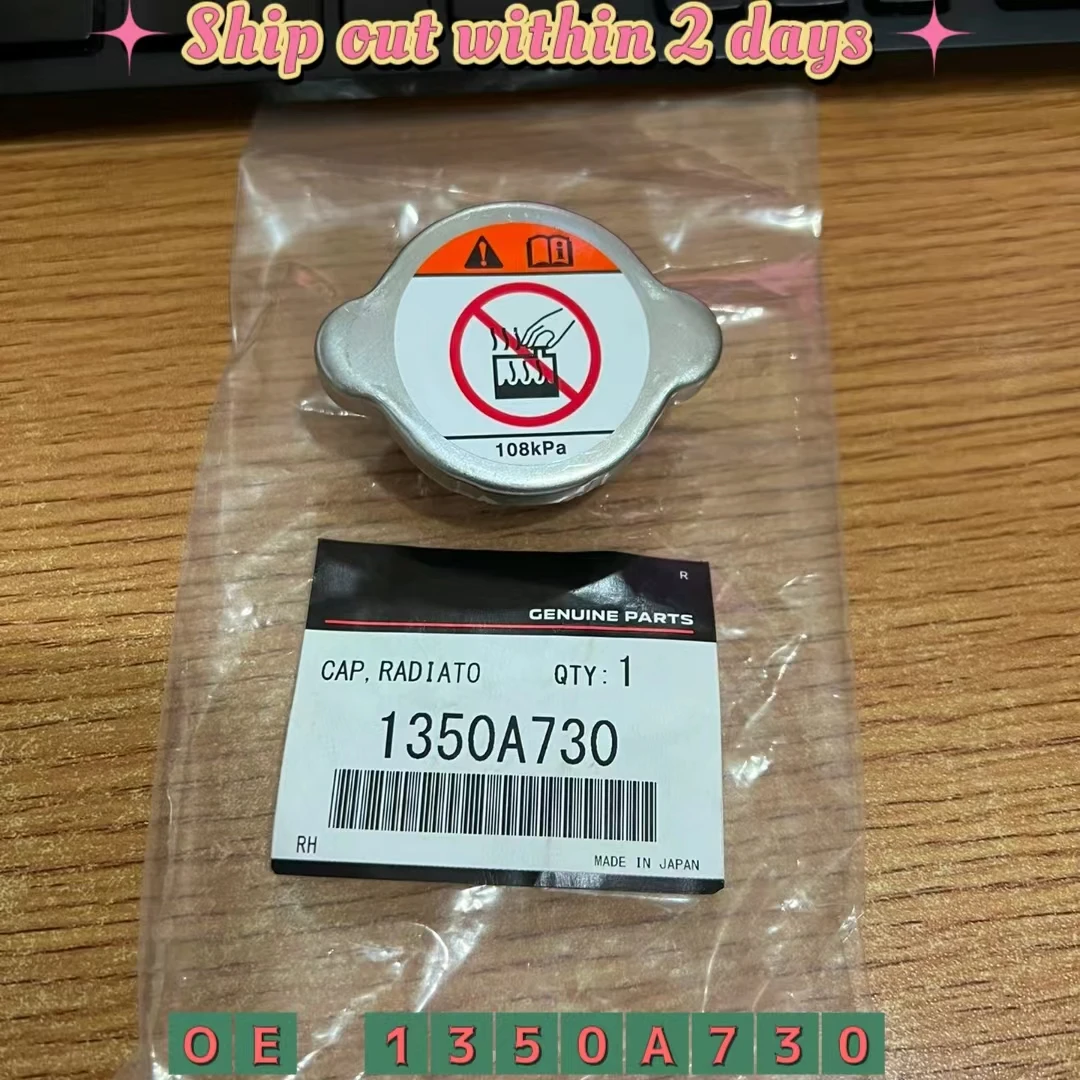 Ship out within 2 days
108kPa
R
GENUINE PARTS
CAP, RADIATO QTY: 1
1350A730
RH
MADE IN JAPAN
OE 1350A730